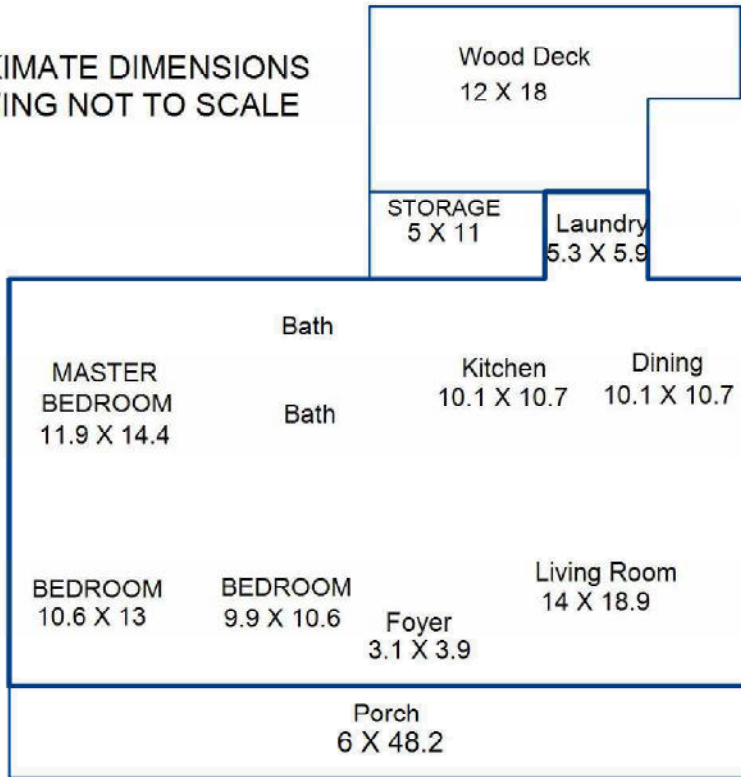 XIMATE DIMENSIONS
ING NOT TO SCALE
Wood Deck
12 X 18
STORAGE
5 X 11
Laundry
5.3 X 5.9
Bath
MASTER
BEDROOM
11.9 X 14.4
Bath
Kitchen
10.1 X 10.7
Dining
10.1 X 10.7
BEDROOM
10.6 X 13
BEDROOM
9.9 X 10.6
Foyer
3.1 X 3.9
Living Room
14 X 18.9
Porch
6 X 48.2